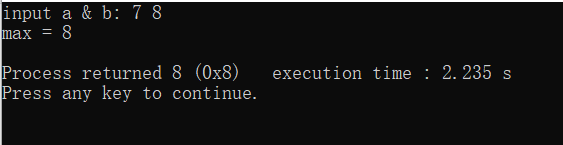 input a & b: 7 8
max = 8
Process returned 8 (0x8)   execution time : 2.235 s
Press any key to continue.